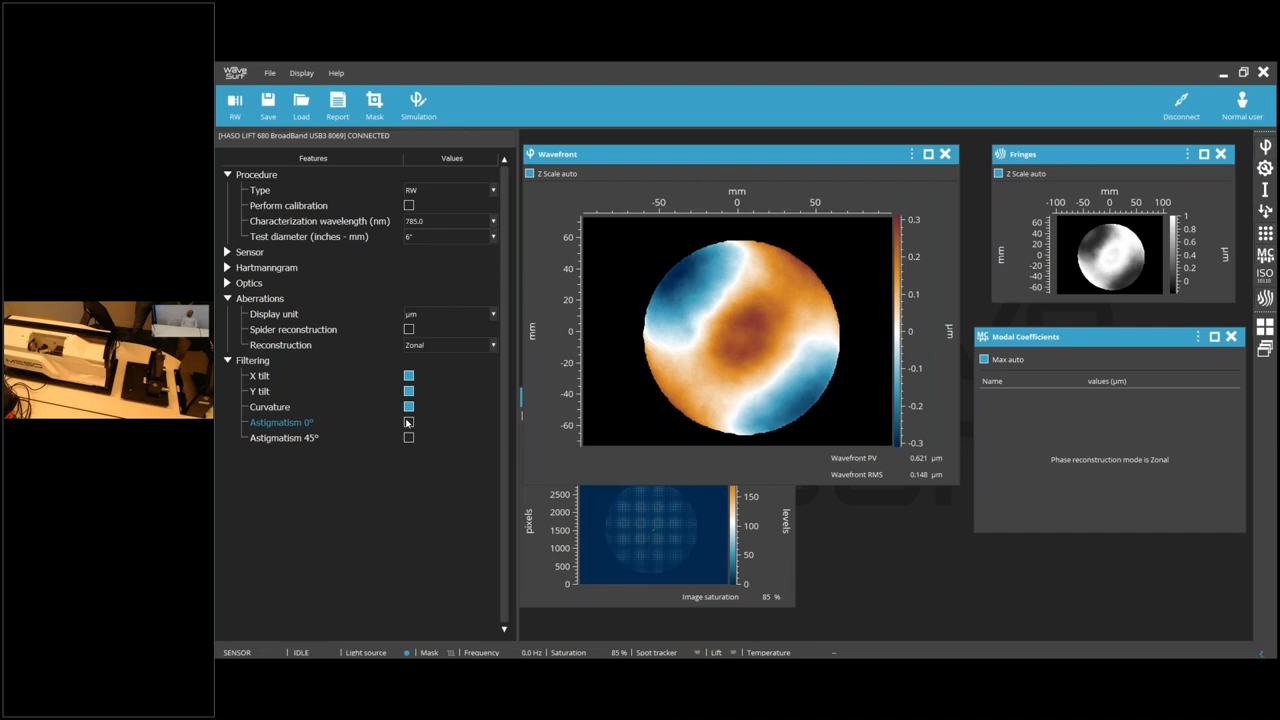 WAVE SURF File Display Help
RW Save Load Report Mask Simulation Disconnect Normal user
[HASO LIFT 680 BroadBand USB3 8069] CONNECTED
Features Values
Procedure
Type RW
Perform calibration
Characterization wavelength (nm) 785.0
Test diameter (inches - mm) 6"
Sensor
Hartmanngram
Optics
Aberrations
Display unit µm
Spider reconstruction
Reconstruction Zonal
Filtering
X tilt
Y tilt
Curvature
Astigmatism 0°
Astigmatism 45°
Wavefront
Z Scale auto
mm
-50 0 50
60
40
20
0
-20
-40
-60
mm
0.3
0.2
0.1
0
-0.1
-0.2
-0.3
µm
Wavefront PV 0.621 µm
Wavefront RMS 0.148 µm
2500
2000
1500
1000
500
0
pixels
150
100
50
0
levels
Image saturation 85 %
Fringes
Z Scale auto
mm
-100 -50 0 50 100
60
40
20
0
-20
-40
-60
mm
1
0.8
0.6
0.4
0.2
0
µm
Modal Coefficients
Max auto
Name values (µm)
Phase reconstruction mode is Zonal
MC
ISO
10110
SENSOR IDLE Light source Mask Frequency 0.0 Hz Saturation 85 % Spot tracker Lift Temperature --